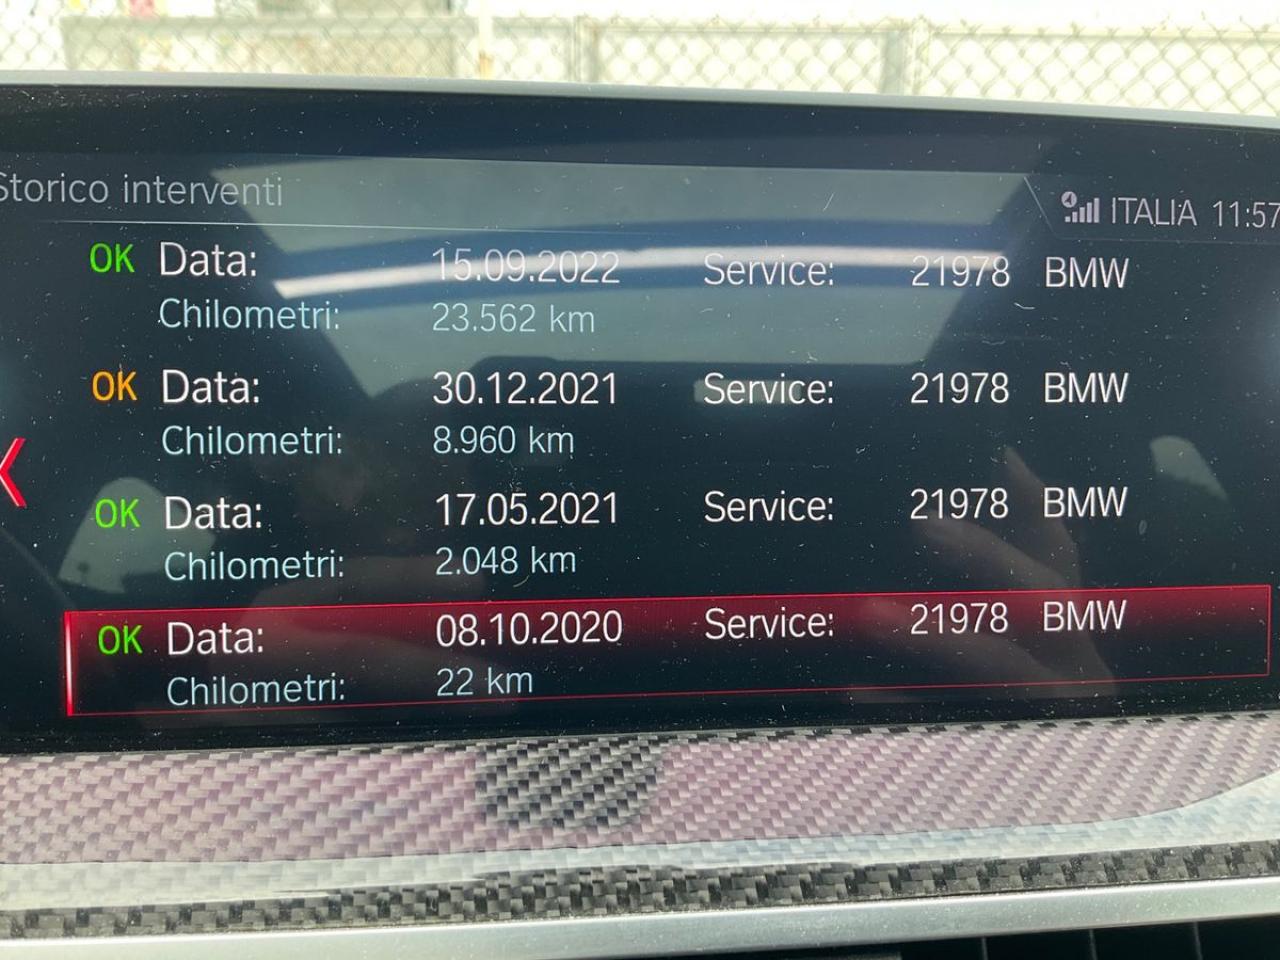 Storico interventi
ITALIA 11:57
OK Data: 15.09.2022 Service: 21978 BMW
Chilometri: 23.562 km
OK Data: 30.12.2021 Service: 21978 BMW
Chilometri: 8.960 km
OK Data: 17.05.2021 Service: 21978 BMW
Chilometri: 2.048 km
OK Data: 08.10.2020 Service: 21978 BMW
Chilometri: 22 km